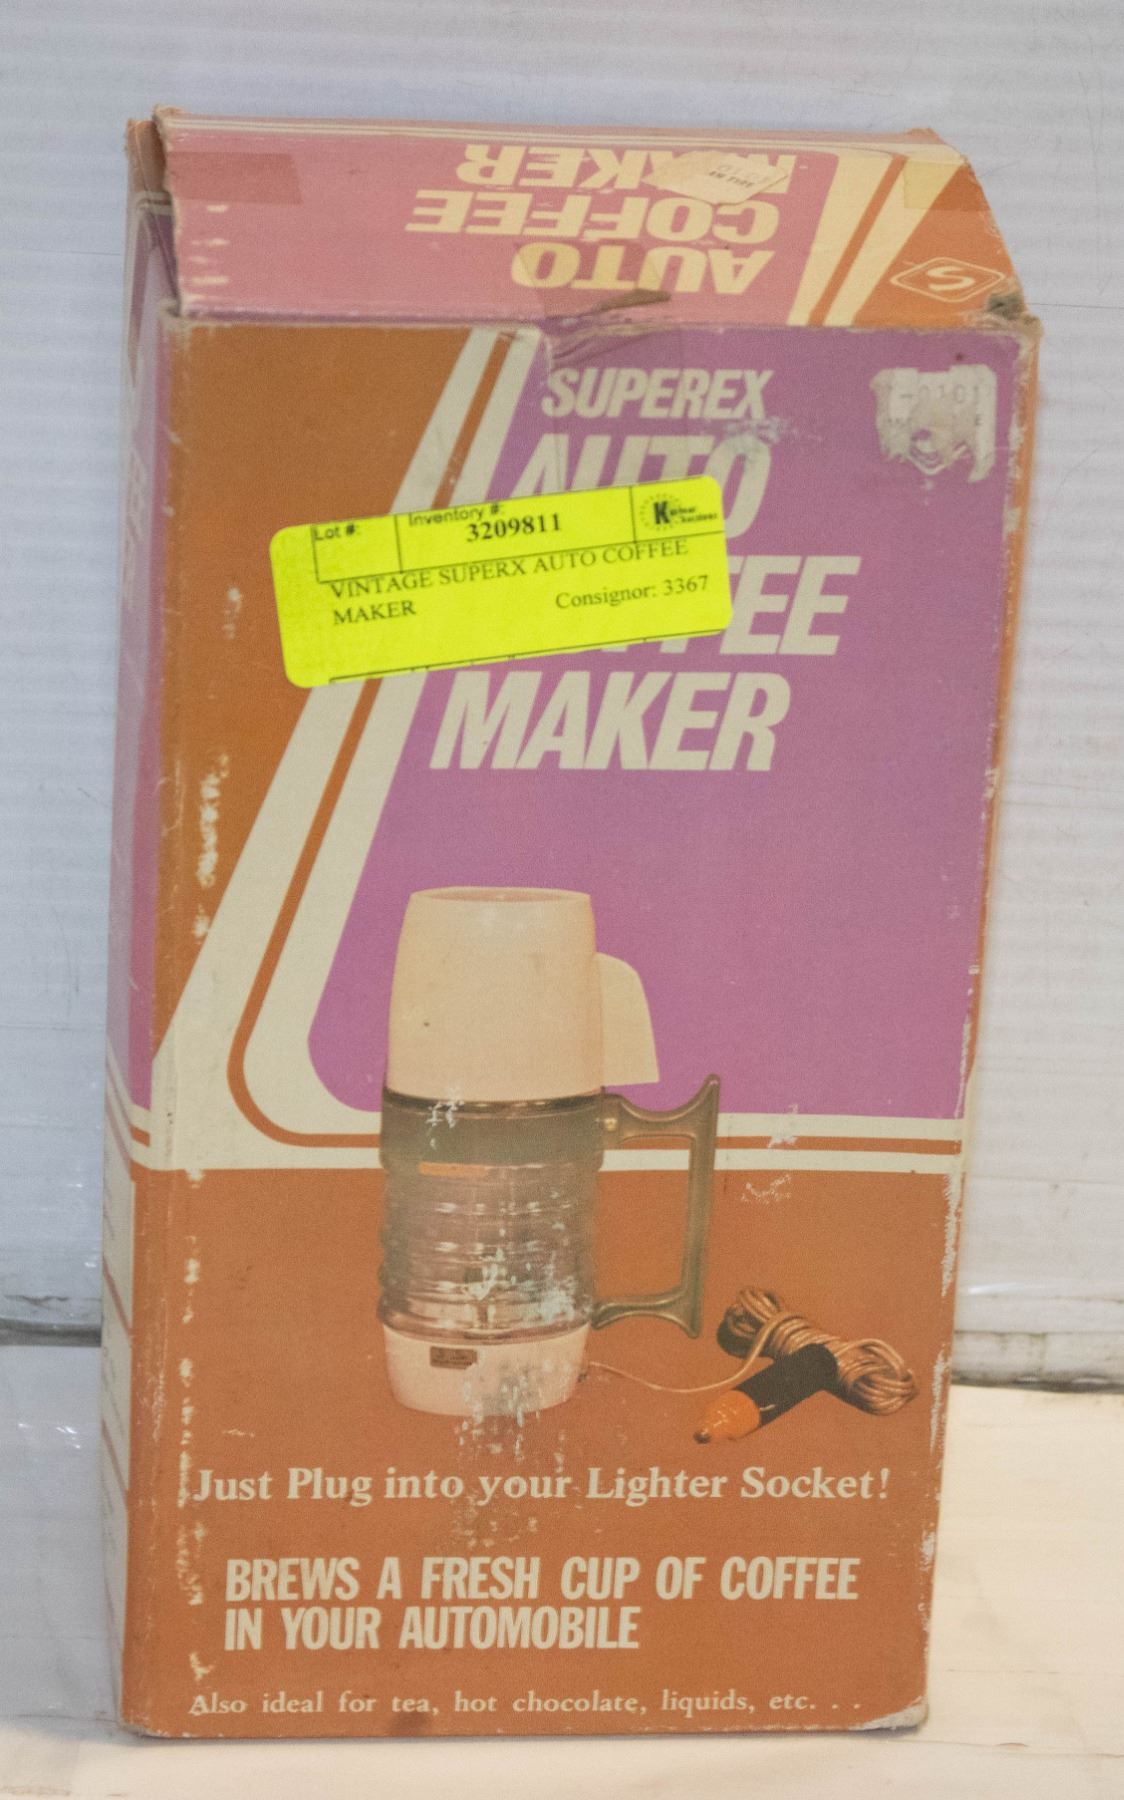 AUTO
COFFEE
MAKER
S
SUPEREX
AUTO
Lot #:
Inventory #:
3209811
VINTAGE SUPERX AUTO COFFEE
MAKER
Consignor: 3367
MAKER
Just Plug into your Lighter Socket!
BREWS A FRESH CUP OF COFFEE
IN YOUR AUTOMOBILE
Also ideal for tea, hot chocolate, liquids, etc. . .